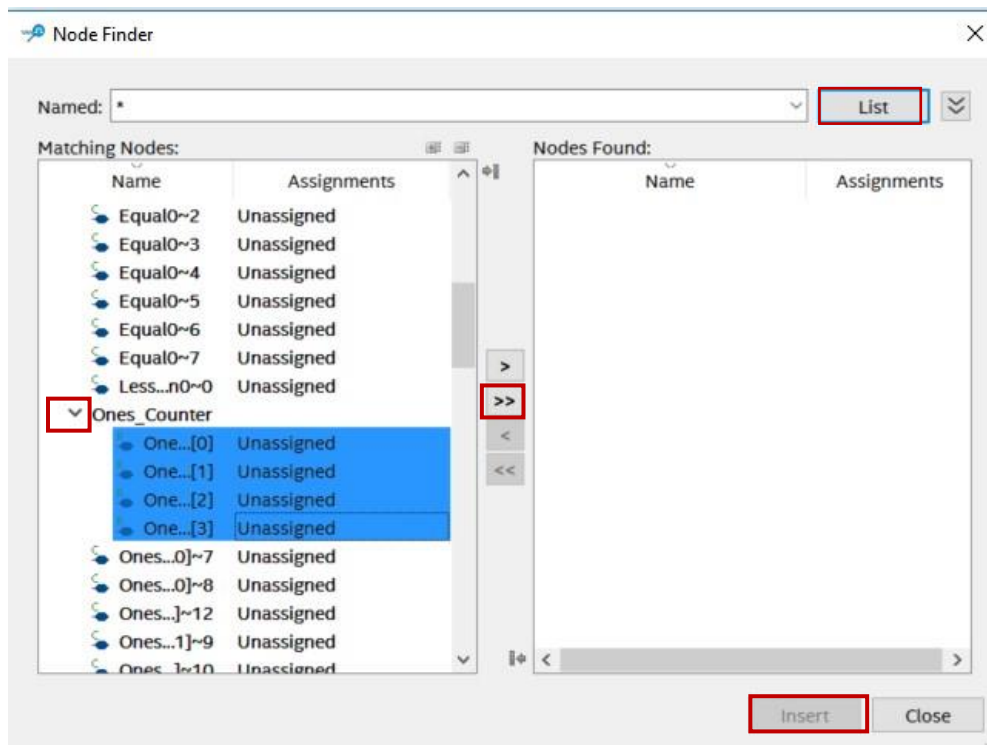 Node Finder
Named: *
List
Matching Nodes:
Nodes Found:
Name Assignments
Name Assignments
Equal0~2 Unassigned
Equal0~3 Unassigned
Equal0~4 Unassigned
Equal0~5 Unassigned
Equal0~6 Unassigned
Equal0~7 Unassigned
Less...n0~0 Unassigned
>
Ones_Counter
>>
One...[0] Unassigned
<
One...[1] Unassigned
<<
One...[2] Unassigned
One...[3] Unassigned
Ones...0]~7 Unassigned
Ones...0]~8 Unassigned
Ones...]~12 Unassigned
Ones...1]~9 Unassigned
Ones...]~10 Unassigned
Insert
Close